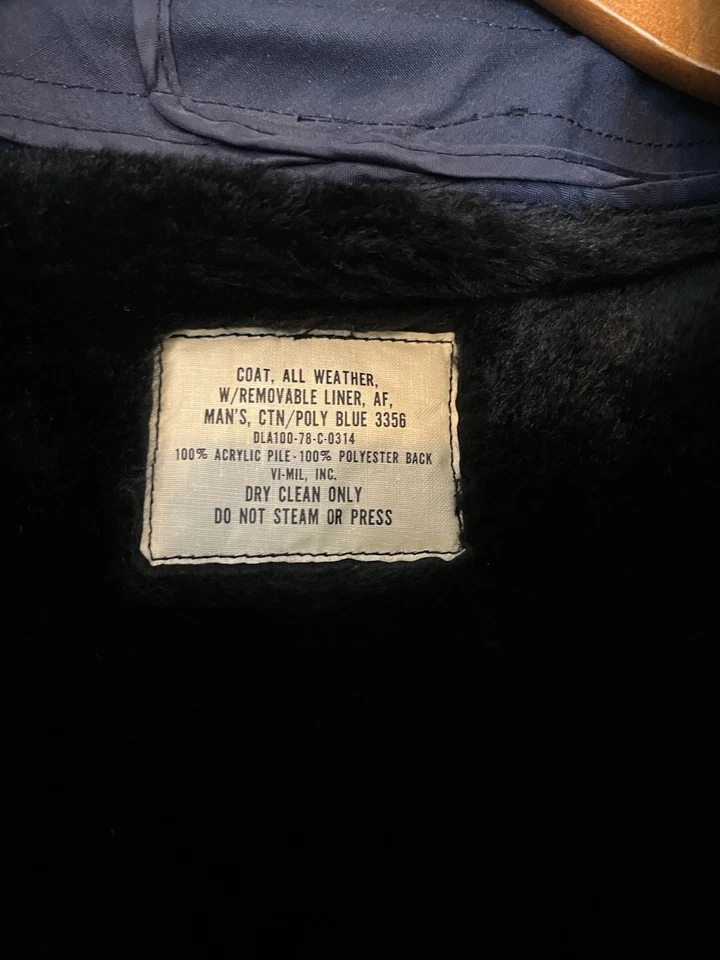 COAT, ALL WEATHER,
W/REMOVABLE LINER, AF,
MAN'S, CTN/POLY BLUE 3356
DLA100-78-C-0314
100% ACRYLIC PILE-100% POLYESTER BACK
VI-MIL, INC.
DRY CLEAN ONLY
DO NOT STEAM OR PRESS